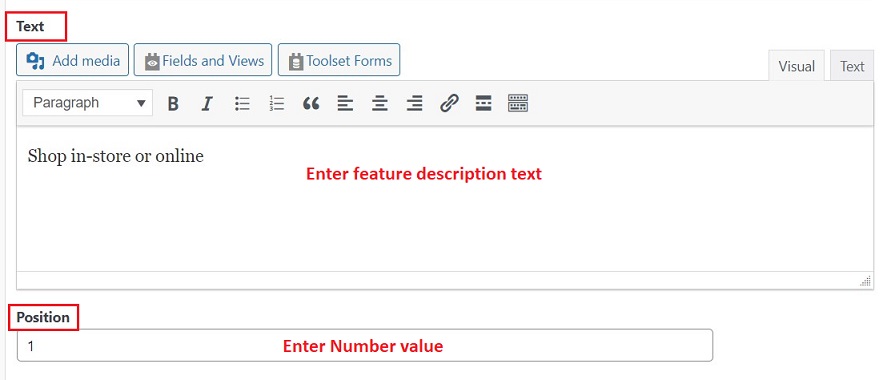 Text
Add media Fields and Views Toolset Forms Visual Text
Paragraph B I
Shop in-store or online
Enter feature description text
Position
1 Enter Number value